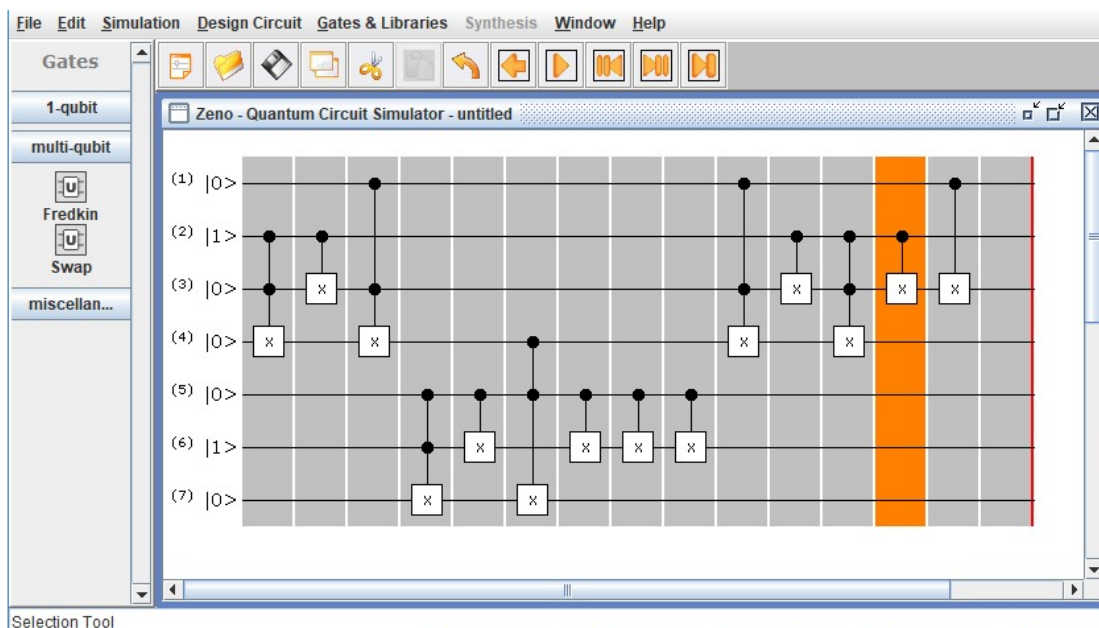 File Edit Simulation Design Circuit Gates & Libraries Synthesis Window Help
Gates
1-qubit
multi-qubit
U
Fredkin
U
Swap
miscellan...
Zeno - Quantum Circuit Simulator - untitled
(1) |0>
(2) |1>
(3) |0> x x x x
(4) |0> x x x x
(5) |0>
(6) |1> x x x x
(7) |0> x x
Selection Tool